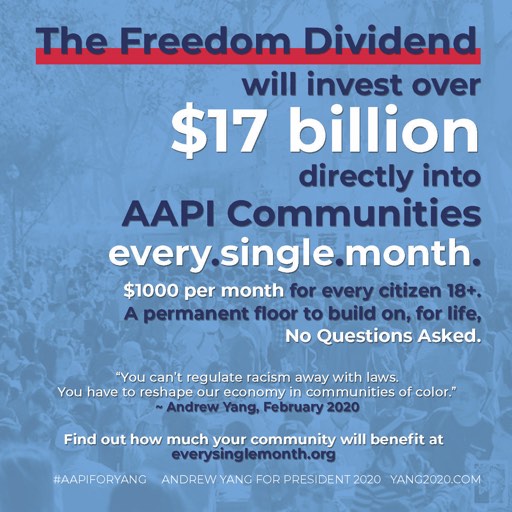 The Freedom Dividend
will invest over
$17 billion
directly into
AAPI Communities
every.single.month.
$1000 per month for every citizen 18+.
A permanent floor to build on, for life,
No Questions Asked.
“You can’t regulate racism away with laws.
You have to reshape our economy in communities of color.”
~ Andrew Yang, February 2020
Find out how much your community will benefit at
everysinglemonth.org
#AAPIFORYANG ANDREW YANG FOR PRESIDENT 2020 YANG2020.COM